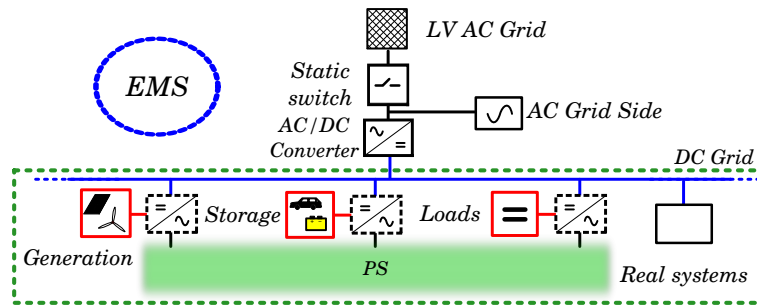 LV AC Grid
EMS
Static
switch
AC Grid Side
AC/DC
Converter
DC Grid
Storage
Loads
Generation
PS
Real systems